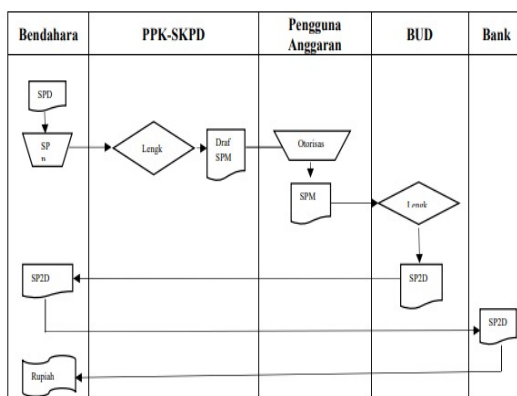 Bendahara PPK-SKPD Pengguna Anggaran BUD Bank
SPD
SP
Lengk
Draf
SPM
Otorisas
SPM
Lengk
SP2D
SP2D
SP2D
Rupiah